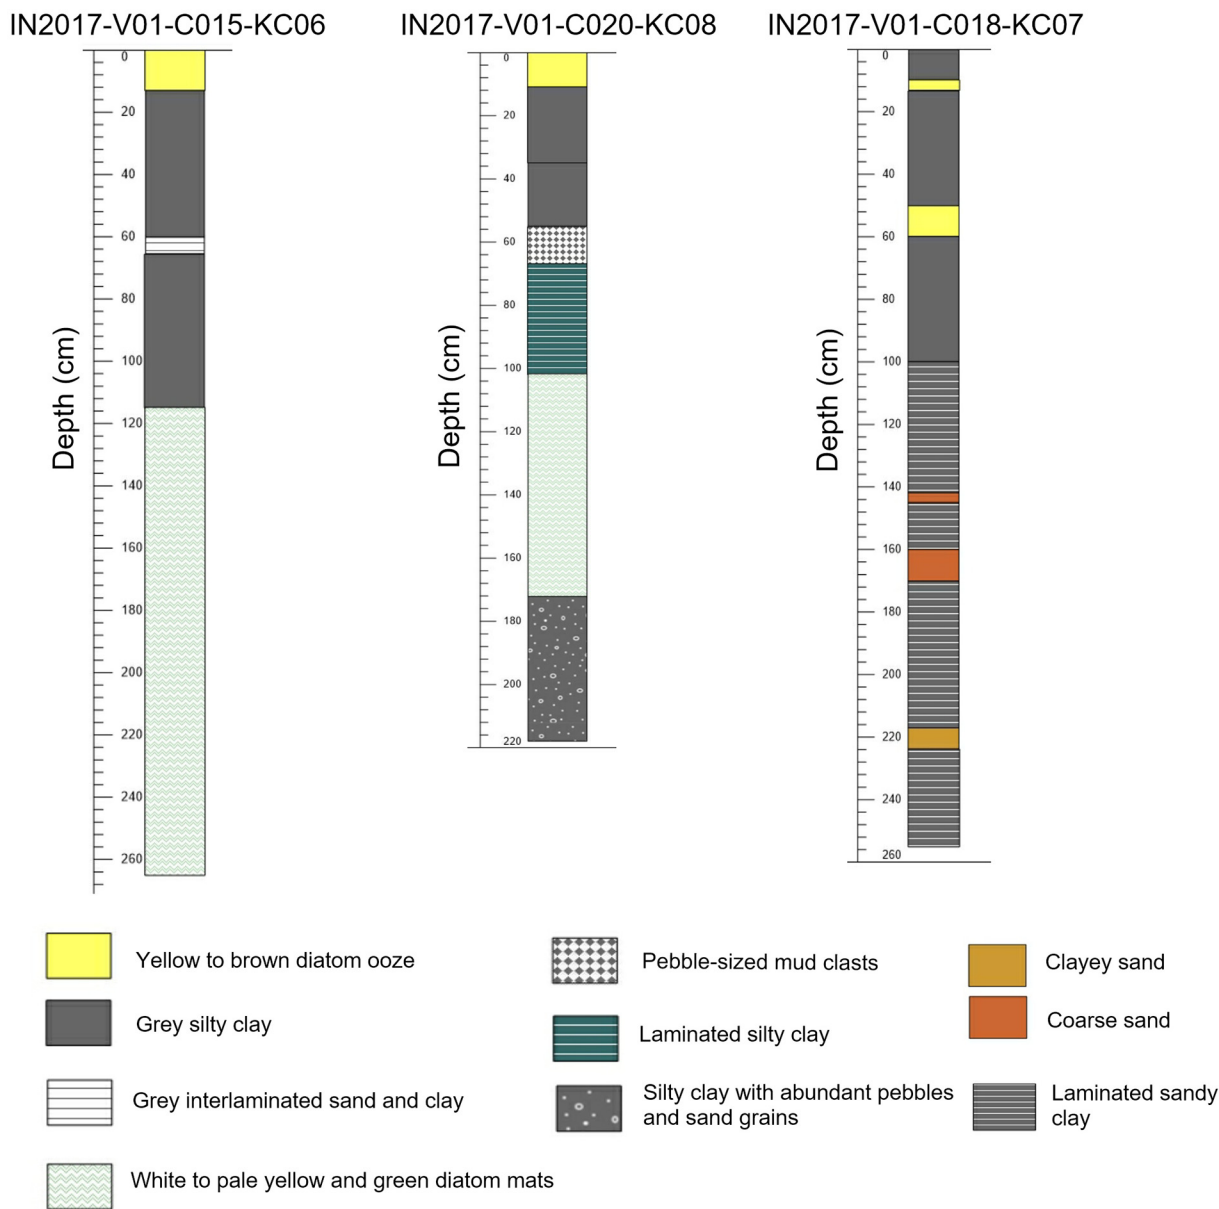 IN2017-V01-C015-KC06
IN2017-V01-C020-KC08
IN2017-V01-C018-KC07
Depth (cm)
0
20
40
60
80
100
120
140
160
180
200
220
240
260
Depth (cm)
0
20
40
60
80
100
120
140
160
180
200
220
Depth (cm)
0
20
40
60
80
100
120
140
160
180
200
220
240
260
Yellow to brown diatom ooze
Grey silty clay
Grey interlaminated sand and clay
White to pale yellow and green diatom mats
Pebble-sized mud clasts
Laminated silty clay
Silty clay with abundant pebbles
and sand grains
Clayey sand
Coarse sand
Laminated sandy
clay